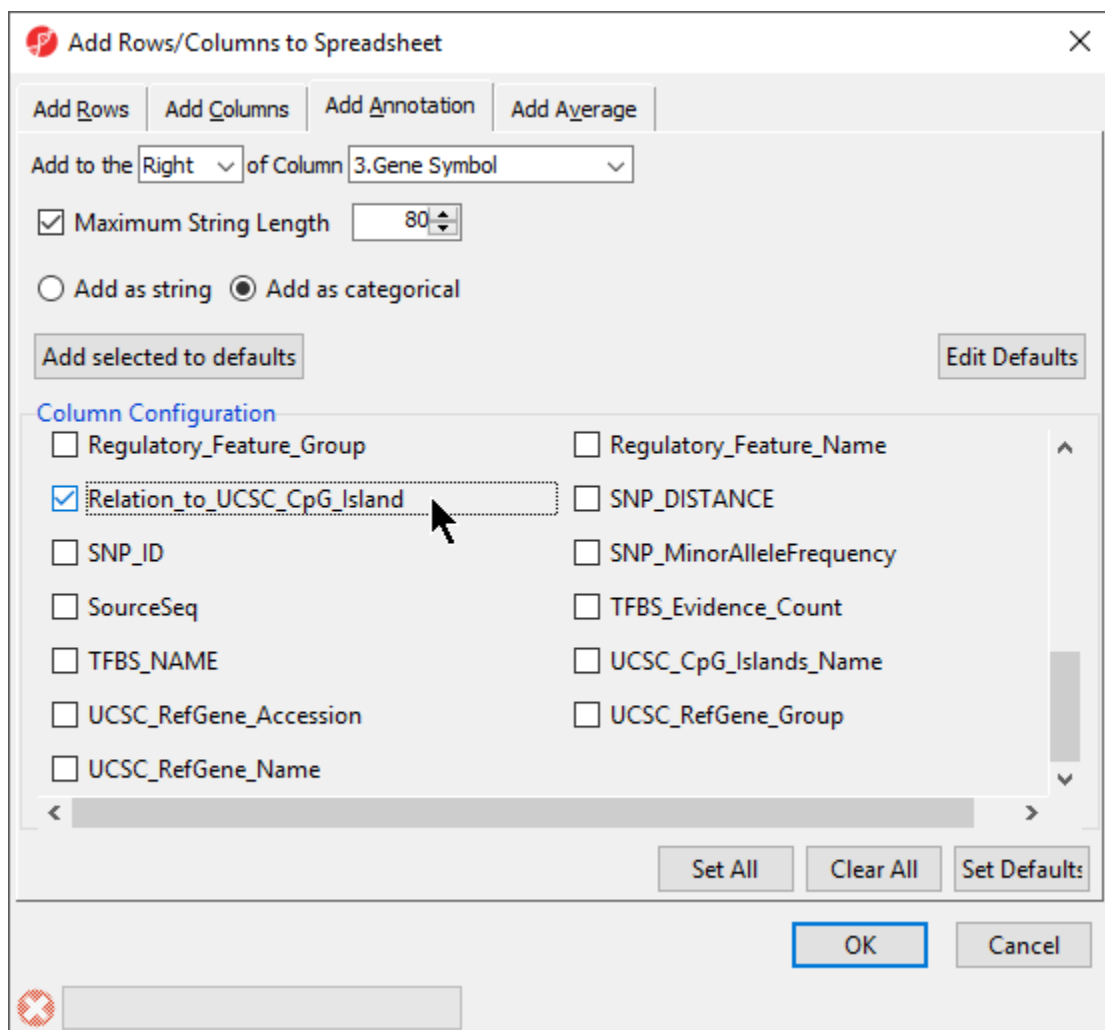 Add Rows/Columns to Spreadsheet
Add Rows Add Columns Add Annotation Add Average
Add to the Right of Column 3.Gene Symbol
Maximum String Length 80
Add as string Add as categorical
Add selected to defaults Edit Defaults
Column Configuration
Regulatory_Feature_Group Regulatory_Feature_Name
Relation_to_UCSC_CpG_Island SNP_DISTANCE
SNP_ID SNP_MinorAlleleFrequency
SourceSeq TFBS_Evidence_Count
TFBS_NAME UCSC_CpG_Islands_Name
UCSC_RefGene_Accession UCSC_RefGene_Group
UCSC_RefGene_Name
Set All Clear All Set Defaults
OK Cancel